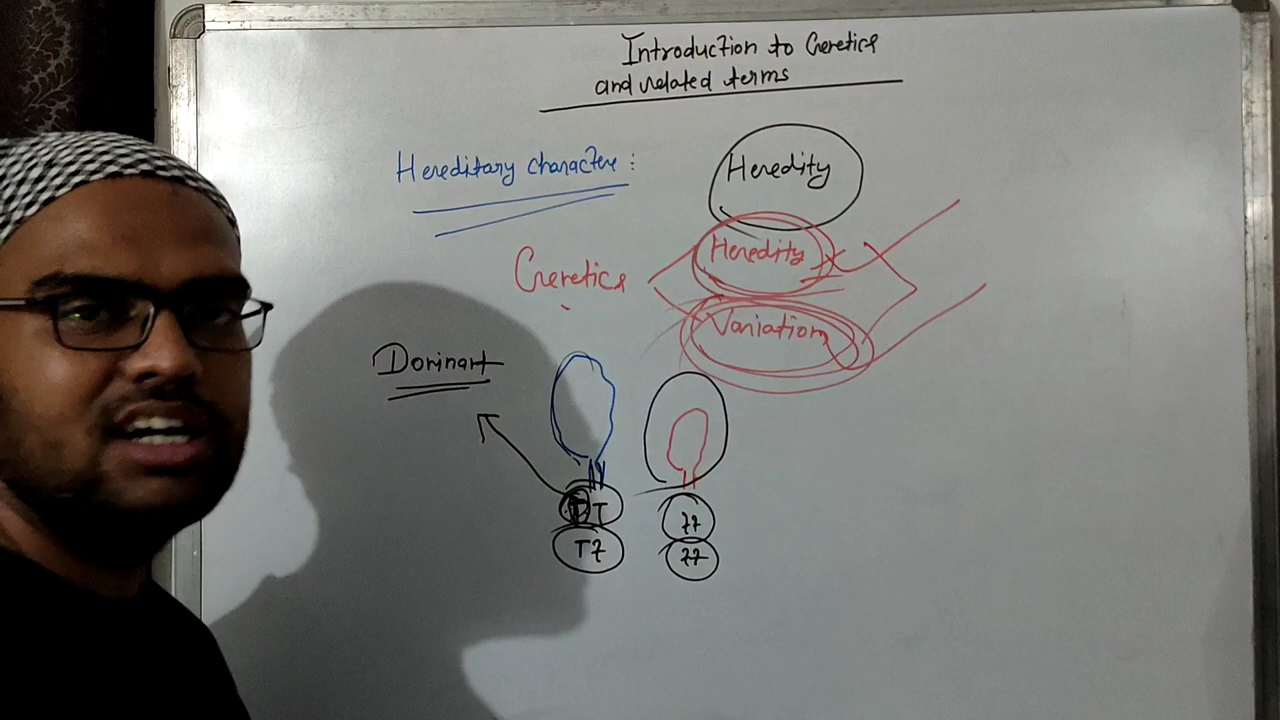 Introduction to Genetics
and related terms
Hereditary character :
Heredity
Genetics
Heredity
Variation
Dominant
TT
Tt
tt
tt